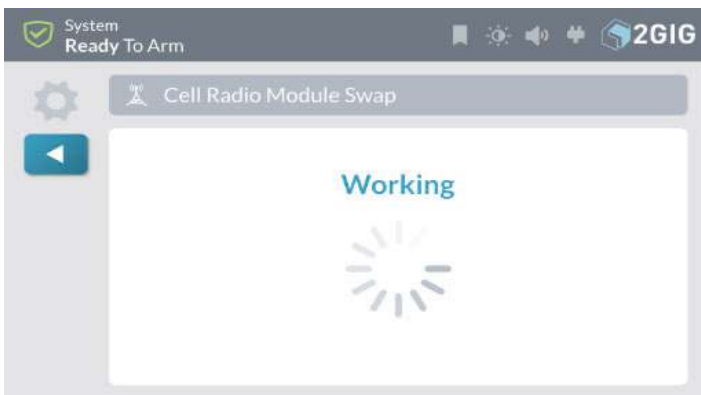 System
Ready To Arm
2GIG
Cell Radio Module Swap
Working